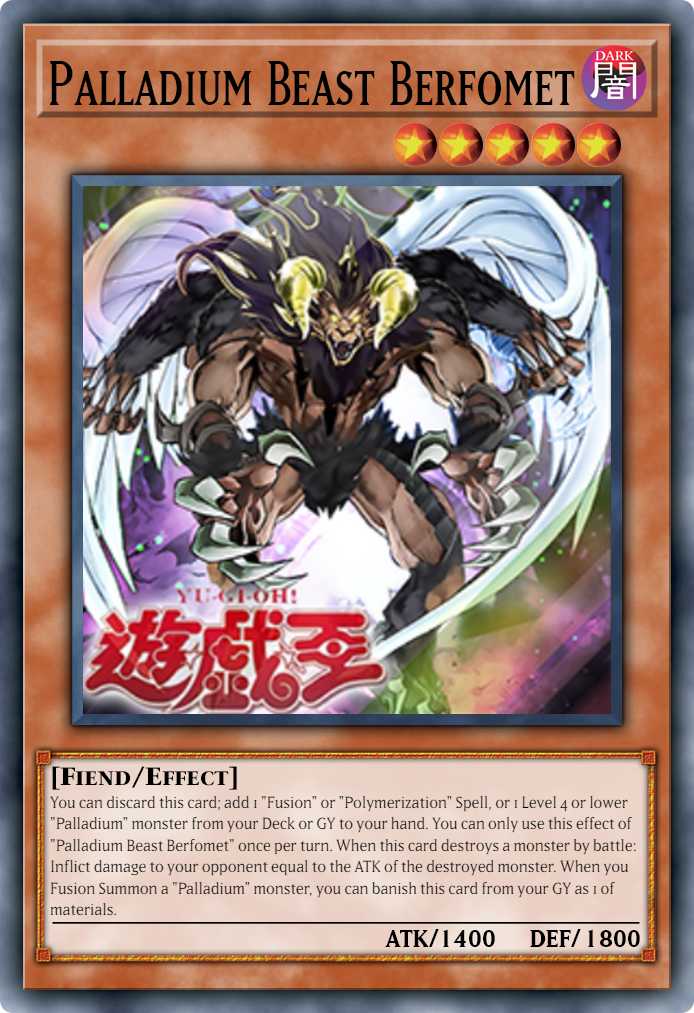 Palladium Beast Berfomet
DARK
闇
YU-GI-OH!
遊戯王
[Fiend/Effect]
You can discard this card; add 1 "Fusion" or "Polymerization" Spell, or 1 Level 4 or lower
"Palladium" monster from your Deck or GY to your hand. You can only use this effect of
"Palladium Beast Berfomet" once per turn. When this card destroys a monster by battle:
Inflict damage to your opponent equal to the ATK of the destroyed monster. When you
Fusion Summon a "Palladium" monster, you can banish this card from your GY as 1 of
materials.
ATK/1400 DEF/ 1800